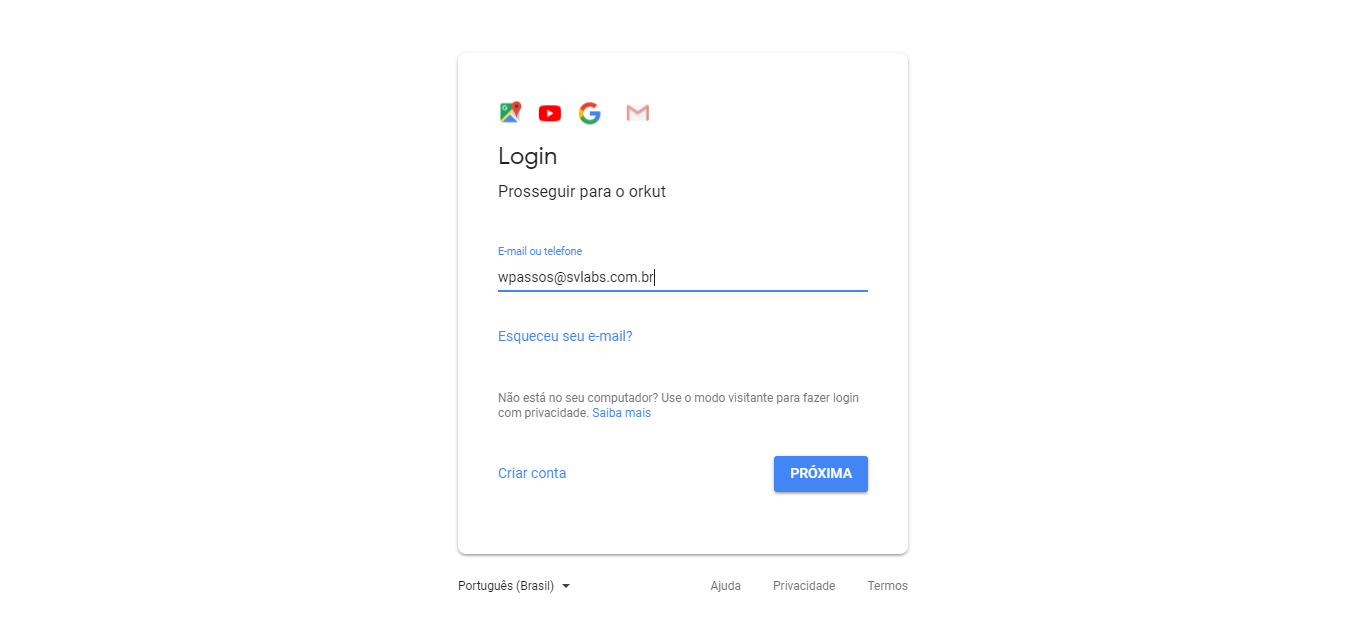 Login
Prosseguir para o orkut
E-mail ou telefone
wpassos@svlabs.com.br
Esqueceu seu e-mail?
Não está no seu computador? Use o modo visitante para fazer login
com privacidade. Saiba mais
Criar conta
PRÓXIMA
Português (Brasil)
Ajuda
Privacidade
Termos